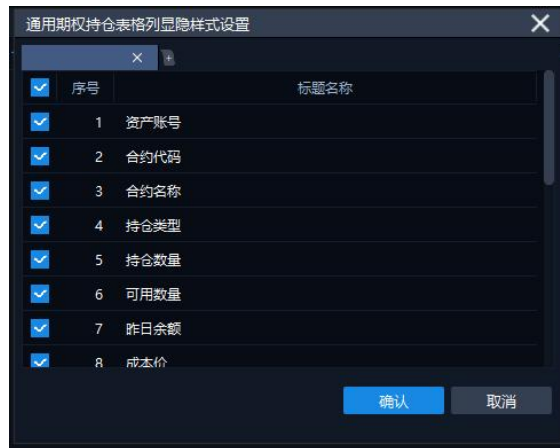 通用期权持仓表格列显隐样式设置
序号 标题名称
1 资产账号
2 合约代码
3 合约名称
4 持仓类型
5 持仓数量
6 可用数量
7 昨日余额
8 成本价
确认 取消